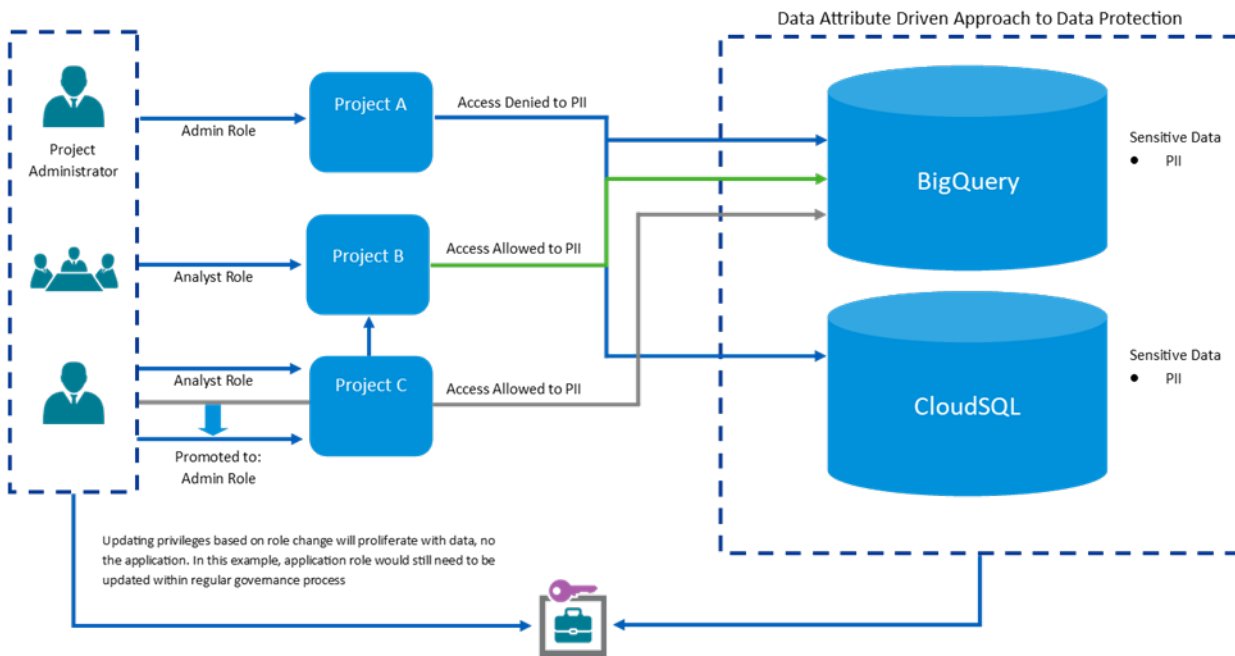 Data Attribute Driven Approach to Data Protection
Project
Administrator
Admin Role
Project A
Access Denied to PII
BigQuery
Sensitive Data
• PII
Analyst Role
Project B
Access Allowed to PII
Analyst Role
Promoted to:
Admin Role
Project C
Access Allowed to PII
CloudSQL
Sensitive Data
• PII
Updating privileges based on role change will proliferate with data, no
the application. In this example, application role would still need to be
updated within regular governance process